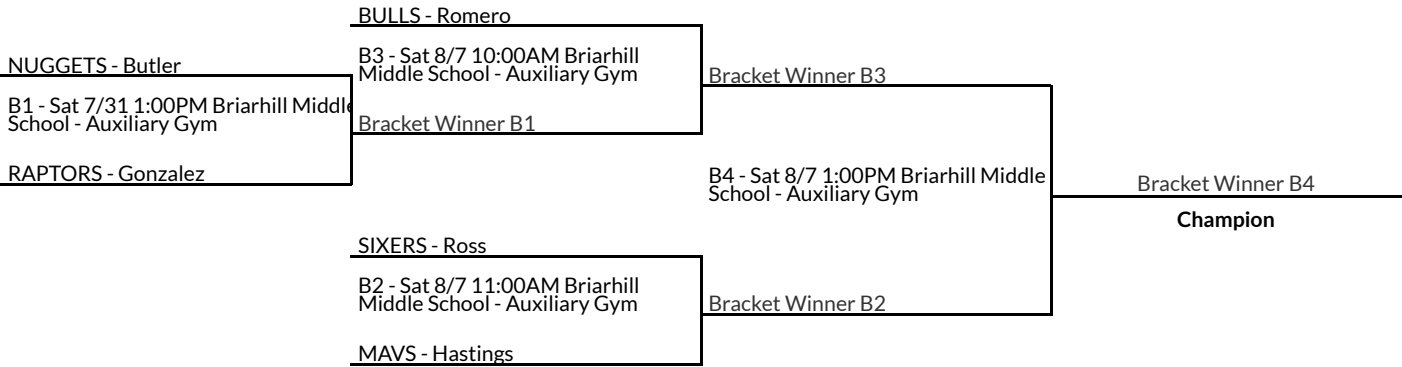 BULLS - Romero
NUGGETS - Butler
B3 - Sat 8/7 10:00AM Briarhill
Middle School - Auxiliary Gym
Bracket Winner B3
B1 - Sat 7/31 1:00PM Briarhill Middle
School - Auxiliary Gym
Bracket Winner B1
RAPTORS - Gonzalez
B4 - Sat 8/7 1:00PM Briarhill Middle
School - Auxiliary Gym
Bracket Winner B4
Champion
SIXERS - Ross
B2 - Sat 8/7 11:00AM Briarhill
Middle School - Auxiliary Gym
Bracket Winner B2
MAVS - Hastings